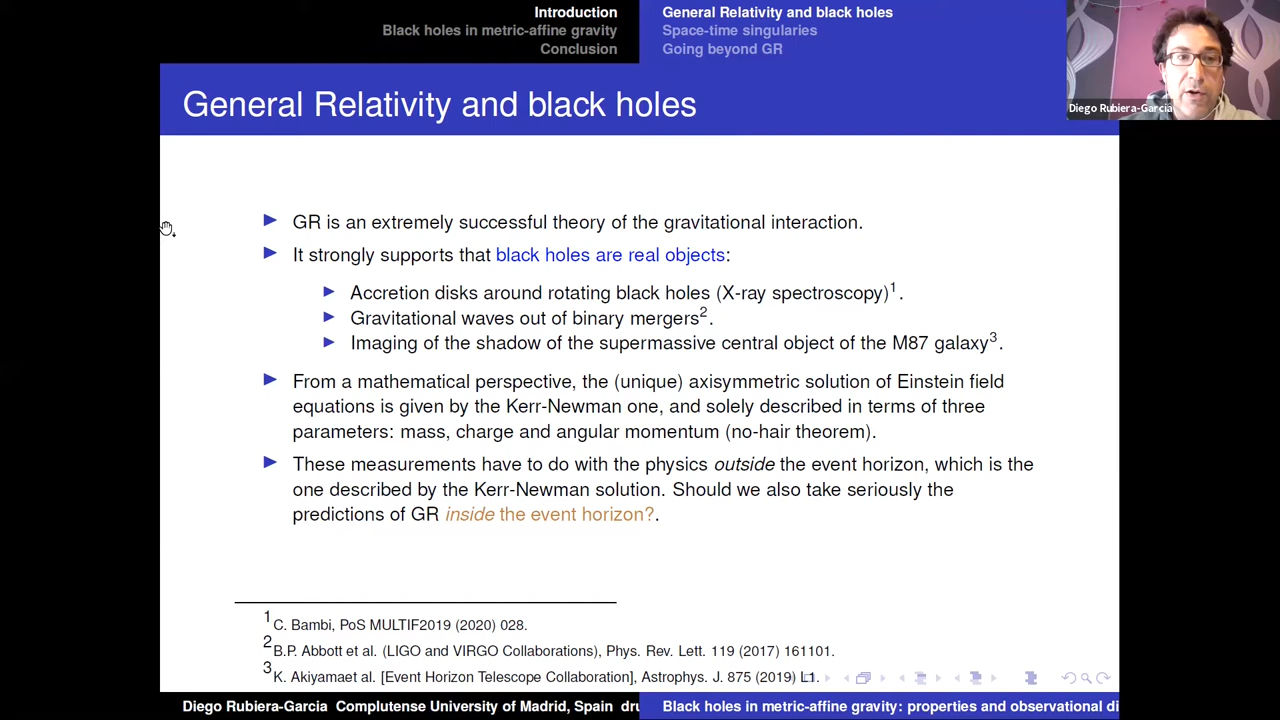 Introduction
Black holes in metric-affine gravity
Conclusion
General Relativity and black holes
Space-time singularies
Going beyond GR
Diego Rubiera-Garcia
General Relativity and black holes
GR is an extremely successful theory of the gravitational interaction.
It strongly supports that black holes are real objects:
Accretion disks around rotating black holes (X-ray spectroscopy)1.
Gravitational waves out of binary mergers2.
Imaging of the shadow of the supermassive central object of the M87 galaxy3.
From a mathematical perspective, the (unique) axisymmetric solution of Einstein field
equations is given by the Kerr-Newman one, and solely described in terms of three
parameters: mass, charge and angular momentum (no-hair theorem).
These measurements have to do with the physics outside the event horizon, which is the
one described by the Kerr-Newman solution. Should we also take seriously the
predictions of GR inside the event horizon?.
1C. Bambi, PoS MULTIF2019 (2020) 028.
2B.P. Abbott et al. (LIGO and VIRGO Collaborations), Phys. Rev. Lett. 119 (2017) 161101.
3K. Akiyamaet al. [Event Horizon Telescope Collaboration], Astrophys. J. 875 (2019) L1.
Diego Rubiera-Garcia Complutense University of Madrid, Spain dru
Black holes in metric-affine gravity: properties and observational di